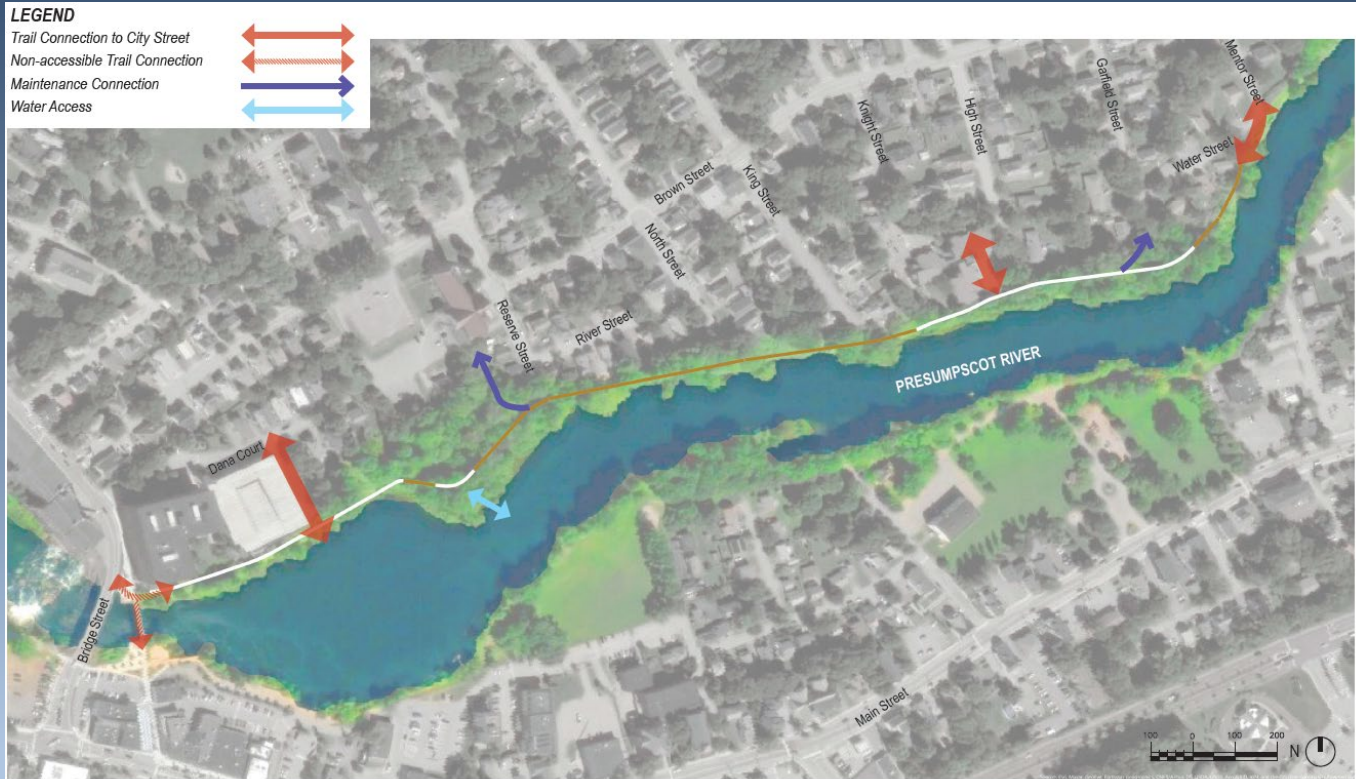 LEGEND
Trail Connection to City Street
Non-accessible Trail Connection
Maintenance Connection
Water Access
Mentor Street
Garfield Street
High Street
Knight Street
Water Street
Brown Street
King Street
North Street
Reserve Street
River Street
PRESUMPSCOT RIVER
Dana Court
Bridge Street
Main Street
100 0 100 200 N